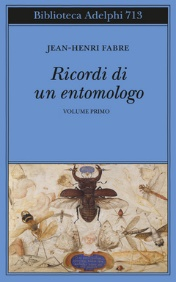 Biblioteca Adelphi 713
JEAN-HENRI FABRE
Ricordi di
un entomologo
VOLUME PRIMO